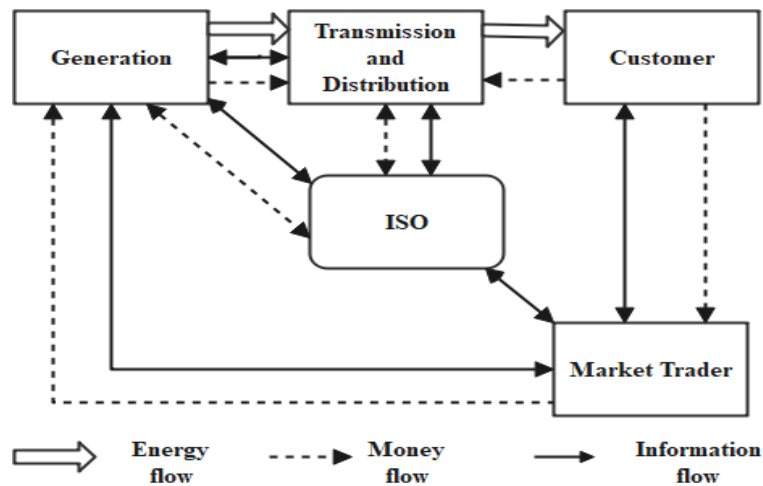 Generation
Transmission
and
Distribution
Customer
ISO
Market Trader
Energy
flow
Money
flow
Information
flow